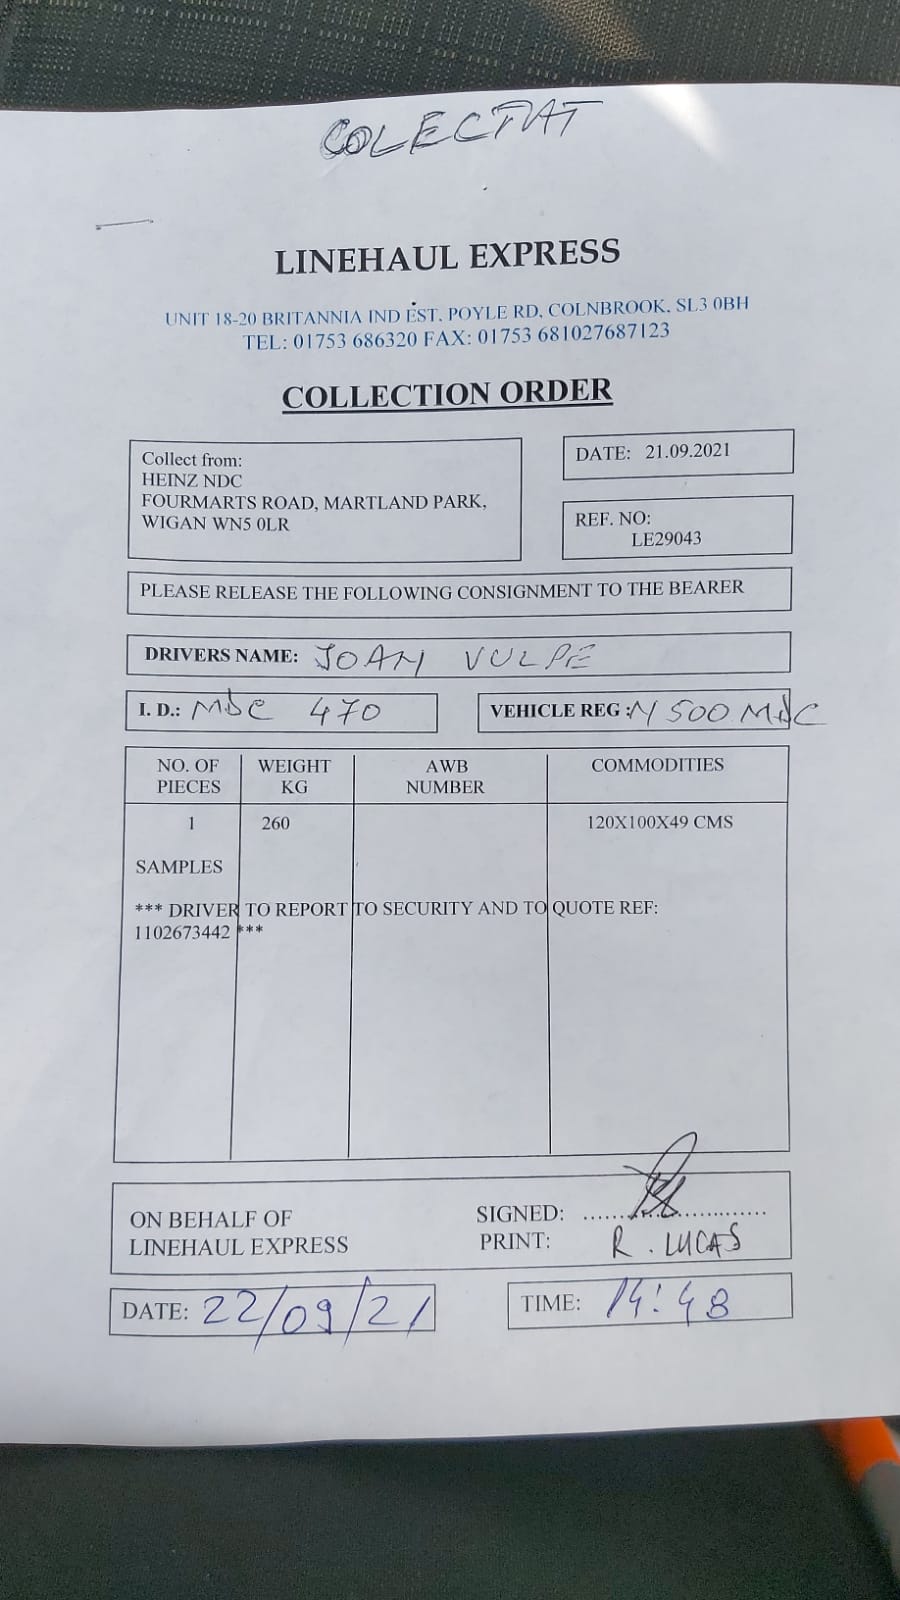 COLECTAT
LINEHAUL EXPRESS
UNIT 18-20 BRITANNIA IND EST. POYLE RD, COLNBROOK. SL3 0BH
TEL: 01753 686320 FAX: 01753 681027687123
COLLECTION ORDER
Collect from:
HEINZ NDC
FOURMARTS ROAD, MARTLAND PARK,
WIGAN WN5 0LR
DATE: 21.09.2021
REF. NO:
LE29043
PLEASE RELEASE THE FOLLOWING CONSIGNMENT TO THE BEARER
DRIVERS NAME: IOAN VULPE
I. D.: MDC 470
VEHICLE REG: N500 MDC
NO. OF PIECES WEIGHT KG AWB NUMBER COMMODITIES
1 260 120X100X49 CMS
SAMPLES
*** DRIVER TO REPORT TO SECURITY AND TO QUOTE REF:
1102673442 ***
ON BEHALF OF
LINEHAUL EXPRESS
SIGNED: ..............................
PRINT: R. LUCAS
DATE: 22/09/21
TIME: 14:48